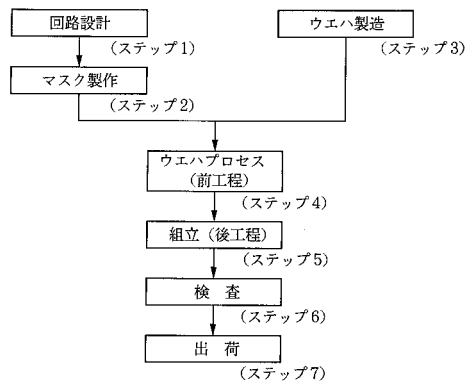 回路設計
ウエハ製造
(ステップ1)
(ステップ3)
マスク製作
(ステップ2)
ウエハプロセス
(前工程)
(ステップ4)
組立(後工程)
(ステップ5)
検 査
(ステップ6)
出 荷
(ステップ7)